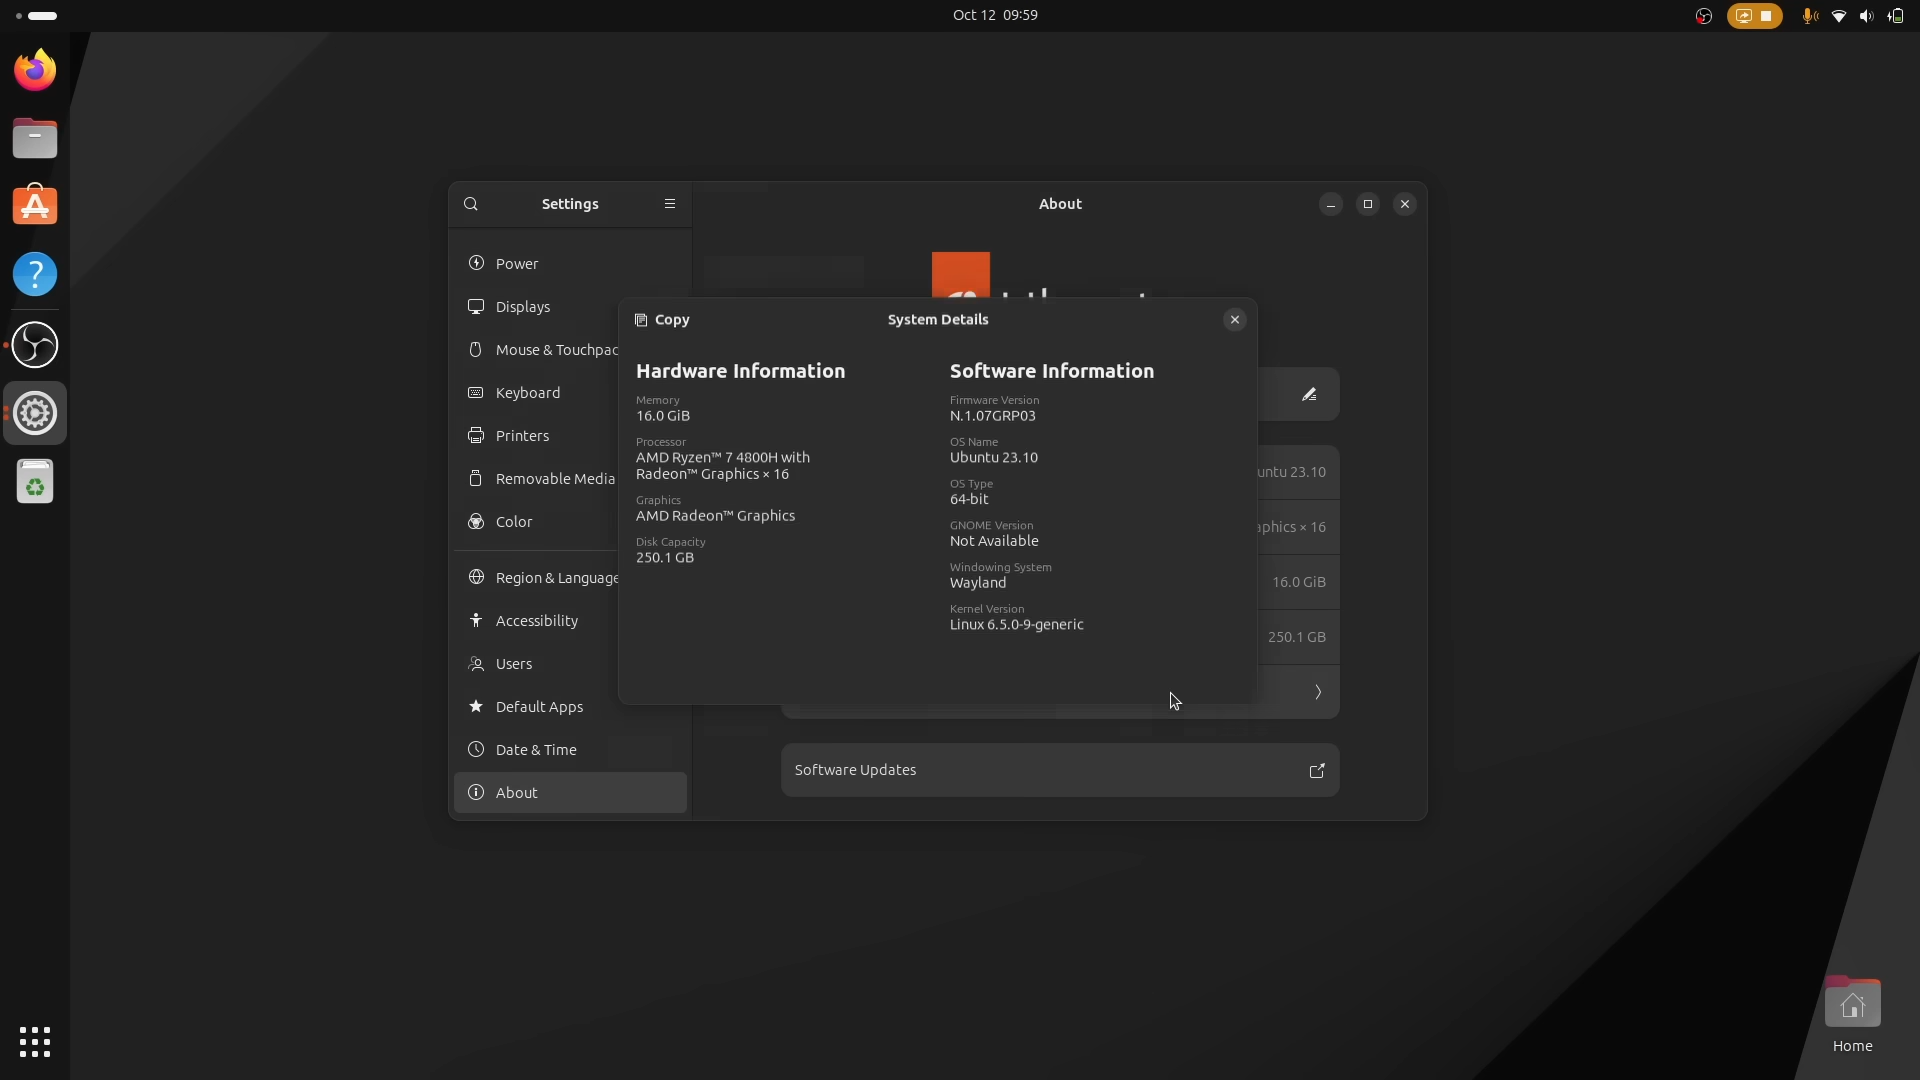 Oct 12 09:59
Settings
About
Power
Displays
Mouse & Touchpad
Keyboard
Printers
Removable Media
Color
Region & Language
Accessibility
Users
Default Apps
Date & Time
About
Copy
System Details
Hardware Information
Memory
16.0 GiB
Processor
AMD Ryzen™ 7 4800H with
Radeon™ Graphics × 16
Graphics
AMD Radeon™ Graphics
Disk Capacity
250.1 GB
Software Information
Firmware Version
N.1.07GRP03
OS Name
Ubuntu 23.10
OS Type
64-bit
GNOME Version
Not Available
Windowing System
Wayland
Kernel Version
Linux 6.5.0-9-generic
untu 23.10
aphics × 16
16.0 GiB
250.1 GB
Software Updates
Home